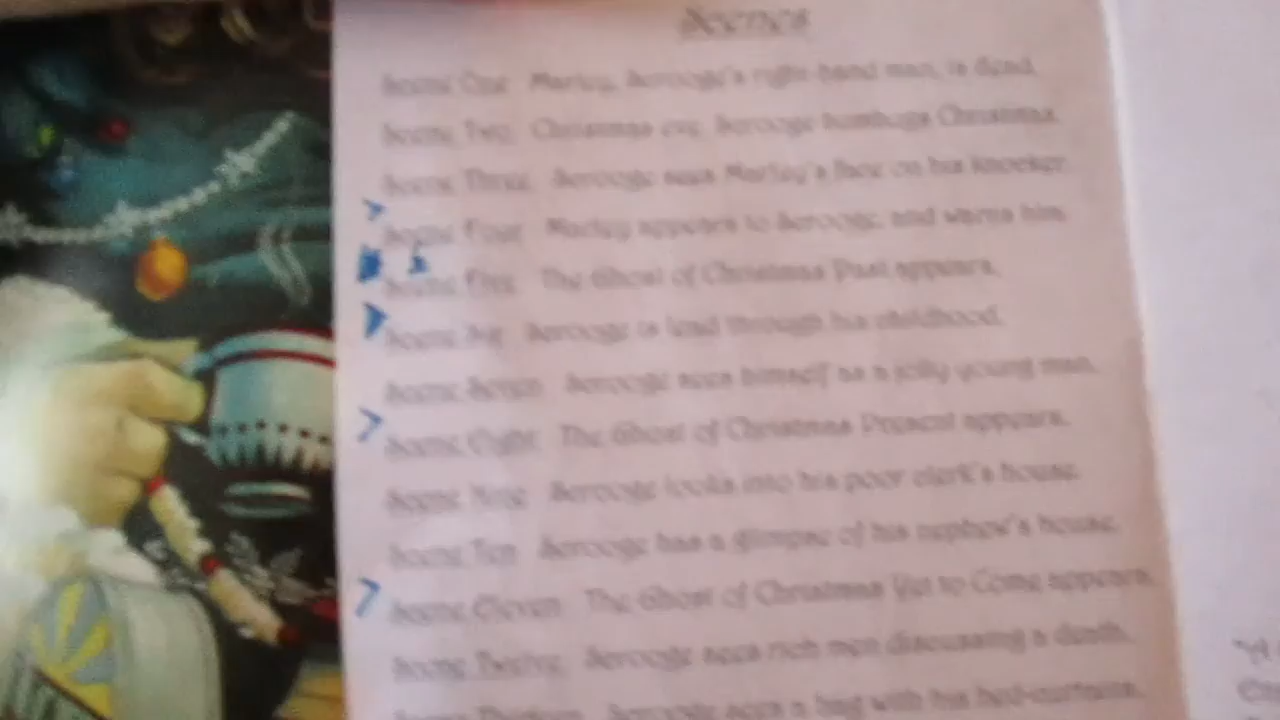 Scenes
Scene One Marley, Scrooge's right-hand man, is dead.
Scene Two Christmas eve, Scrooge humbugs Christmas.
Scene Three Scrooge sees Marley's face on his knocker.
Scene Four Marley appears to Scrooge and warns him.
Scene Five The Ghost of Christmas Past appears.
Scene Six Scrooge is lead through his childhood.
Scene Seven Scrooge sees himself as a jolly young man.
Scene Eight The Ghost of Christmas Present appears.
Scene Nine Scrooge looks into his poor clerk's house.
Scene Ten Scrooge has a glimpse of his nephew's house.
Scene Eleven The Ghost of Christmas Yet to Come appears.
Scene Twelve Scrooge sees rich men discussing a death.
Scene Thirteen Scrooge sees a hag with his bed-curtains.